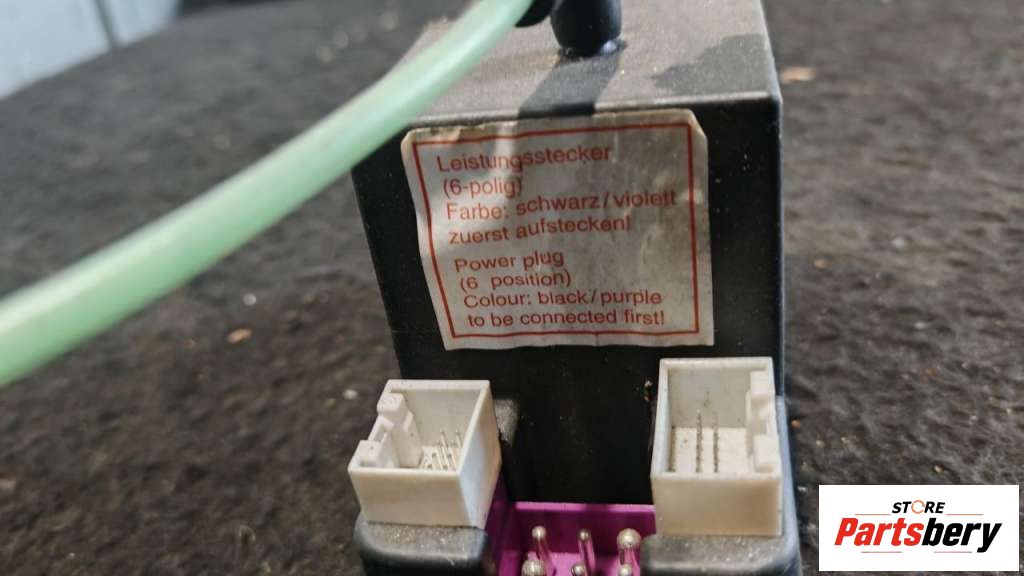 Leistungsstecker
(6-polig)
Farbe: schwarz/violett
zuerst aufstecken!
Power plug
(6 position)
Colour: black/purple
to be connected first!
STORE
Partsbery